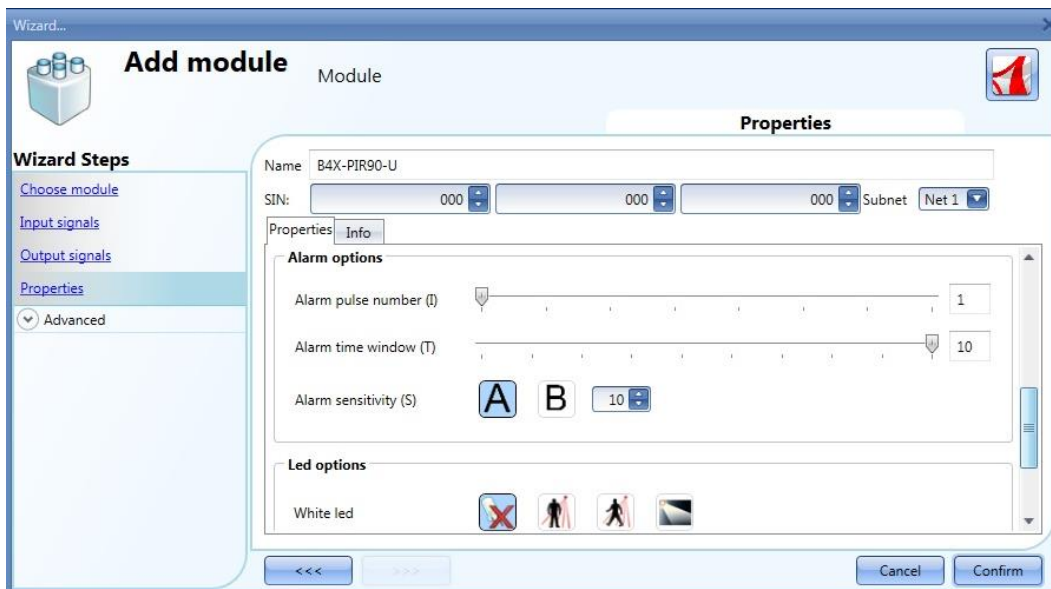 Wizard...
Add module
Module
Properties
Wizard Steps
Choose module
Input signals
Output signals
Properties
Advanced
Name B4X-PIR90-U
SIN: 000 000 000 Subnet Net 1
Properties Info
Alarm options
Alarm pulse number (I) 1
Alarm time window (T) 10
Alarm sensitivity (S) A B 10
Led options
White led
<<< >>> Cancel Confirm